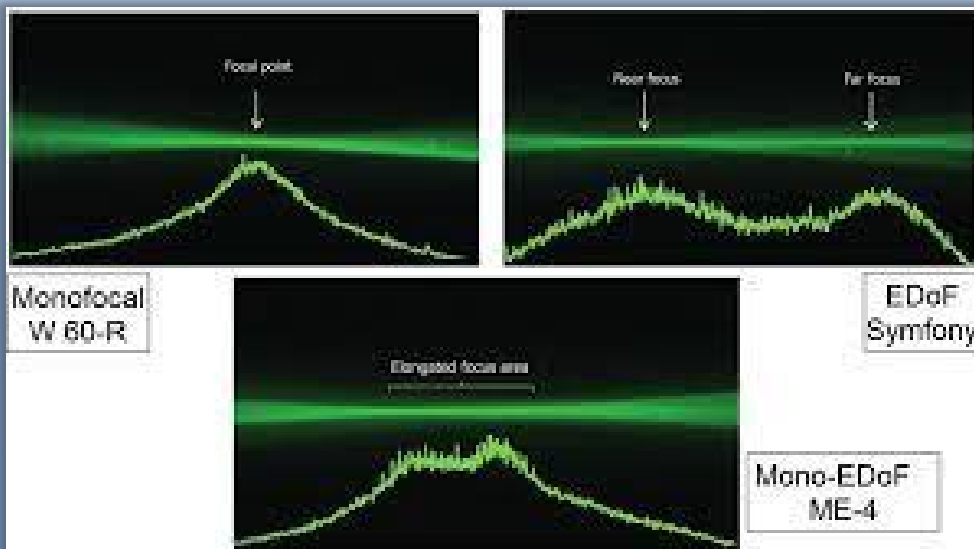 Focal point
Near focus
Far focus
Monofocal
W 60-R
EDoF
Symfony
Elongated focus area
Mono-EDoF
ME-4